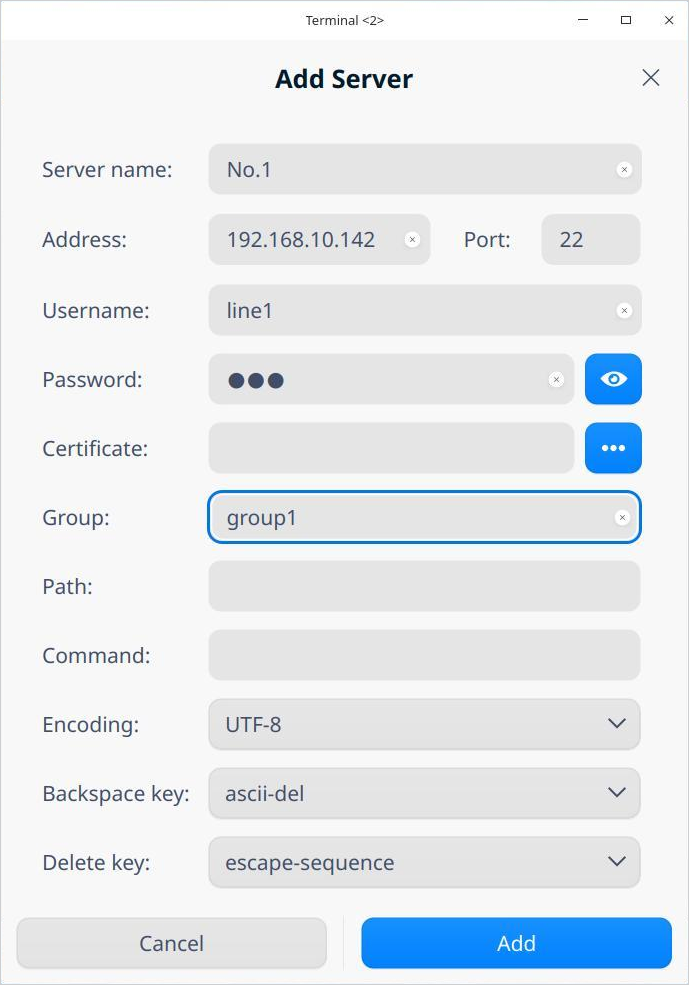 Terminal <2>
Add Server
Server name: No.1
Address: 192.168.10.142 Port: 22
Username: line1
Password: ●●●
Certificate:
Group: group1
Path:
Command:
Encoding: UTF-8
Backspace key: ascii-del
Delete key: escape-sequence
Cancel Add